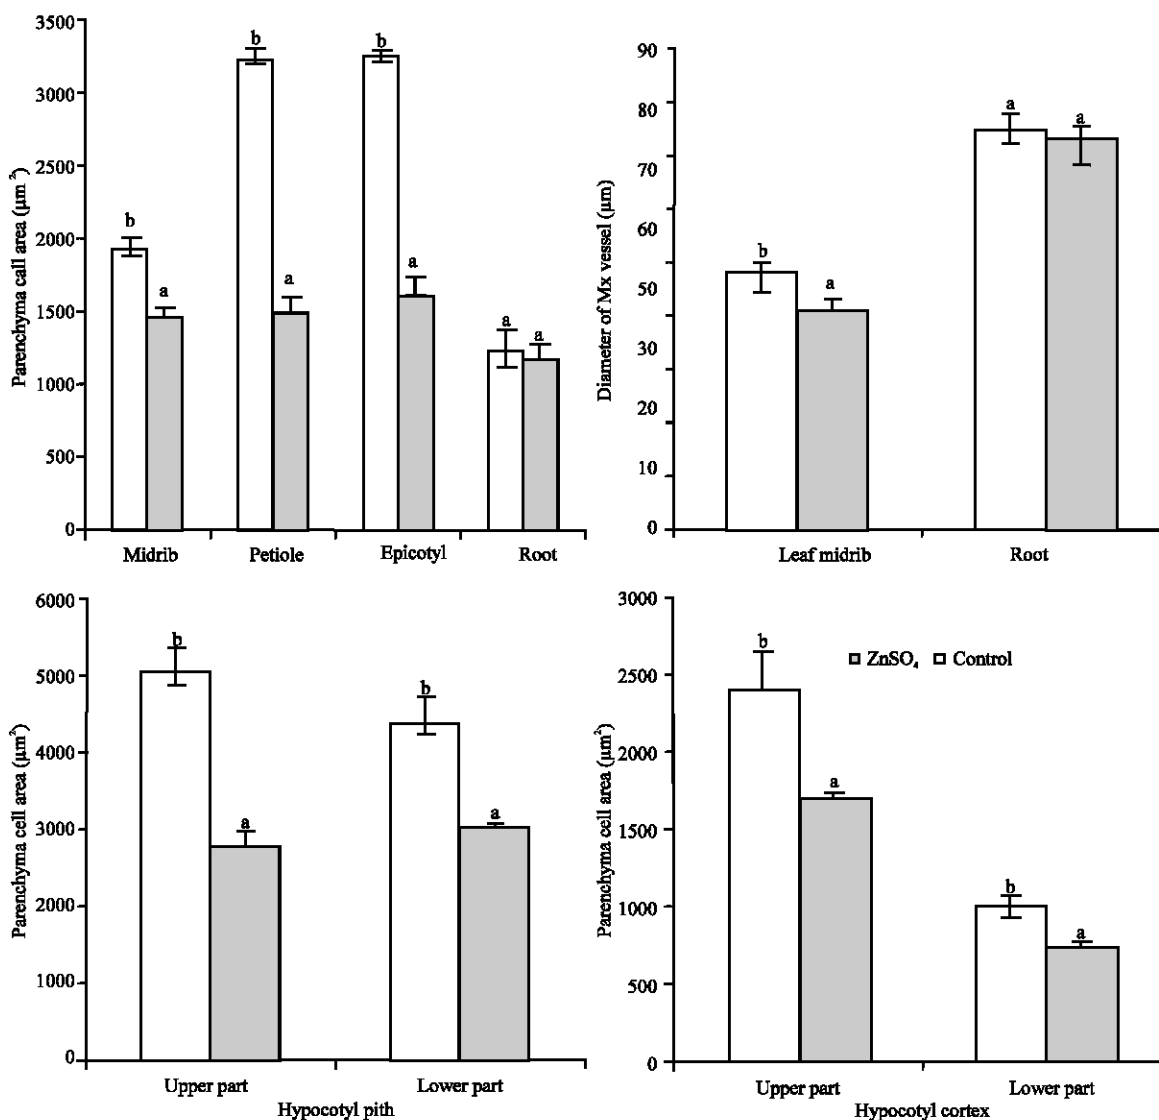 3500
3000
2500
2000
1500
1000
500
0
Parenchyma call area (µm²)
b
a
b
a
b
a
a
a
Midrib
Petiole
Epicotyl
Root
90
80
70
60
50
30
20
10
0
Diameter of Mx vessel (µm)
b
a
a
a
Leaf midrib
Root
6000
5000
4000
3000
2000
1000
0
Parenchyma cell area (µm²)
b
a
b
a
Upper part
Lower part
Hypocotyl pith
3000
2500
2000
1500
1000
500
0
Parenchyma cell area (µm²)
ZnSO₄ Control
b
a
b
a
Upper part
Lower part
Hypocotyl cortex